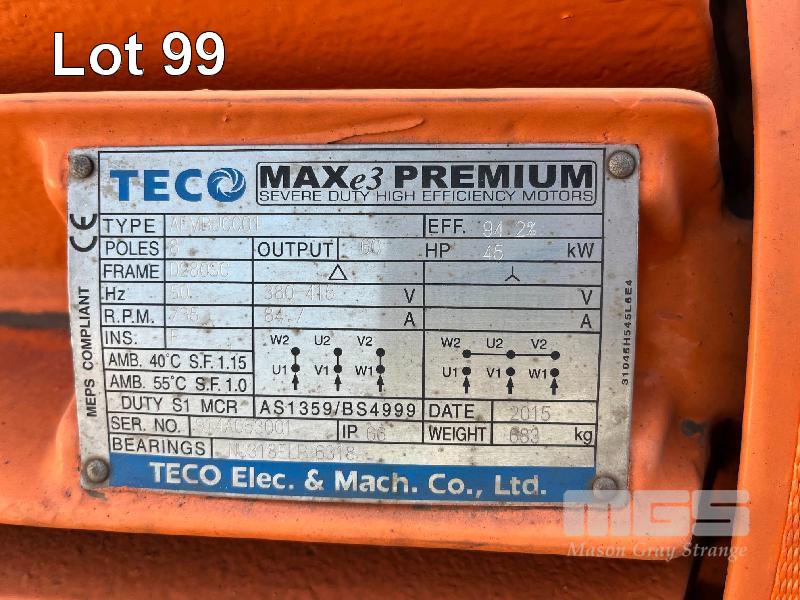 Lot 99
TECO MAXe3 PREMIUM
SEVERE DUTY HIGH EFFICIENCY MOTORS
CE
MEPS COMPLIANT
TYPE EFF. 94.2%
POLES 8 OUTPUT 60 HP 45 kW
FRAME D280SC △ 人
Hz 50 380-415 V V
R.P.M. 735 84.7 A A
INS. F W2 U2 V2 W2 U2 V2
AMB. 40°C S.F. 1.15 U1 V1 W1 U1 V1 W1
AMB. 55°C S.F. 1.0
DUTY S1 MCR AS1359/BS4999 DATE 2015
SER. NO. IP 66 WEIGHT 683 kg
BEARINGS 6318
TECO Elec. & Mach. Co., Ltd.
31045H545L6E4
MGS
Mason Gray Strange